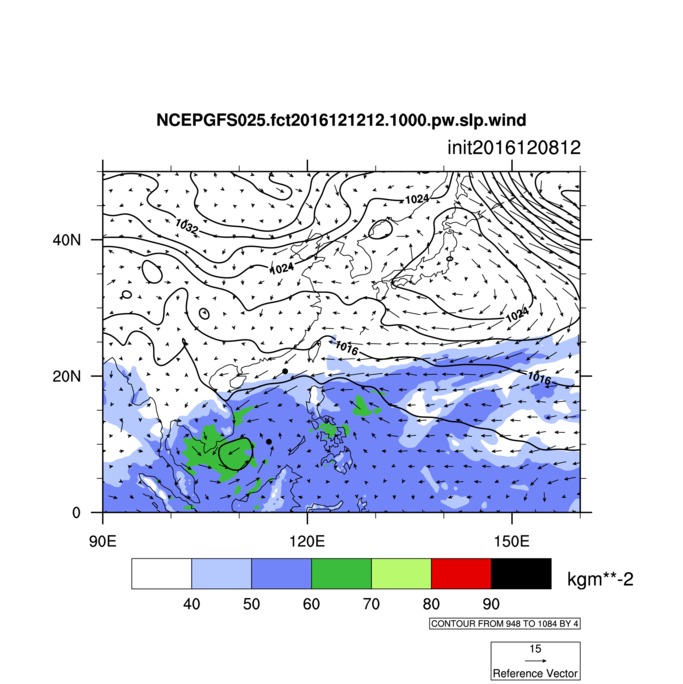 NCEPGFS025.fct2016121212.1000.pw.slp.wind
init2016120812
1024
1032
40N
1024
1024
1016
20N
1016
0
90E 120E 150E
kgm**-2
40 50 60 70 80 90
CONTOUR FROM 948 TO 1084 BY 4
15
Reference Vector